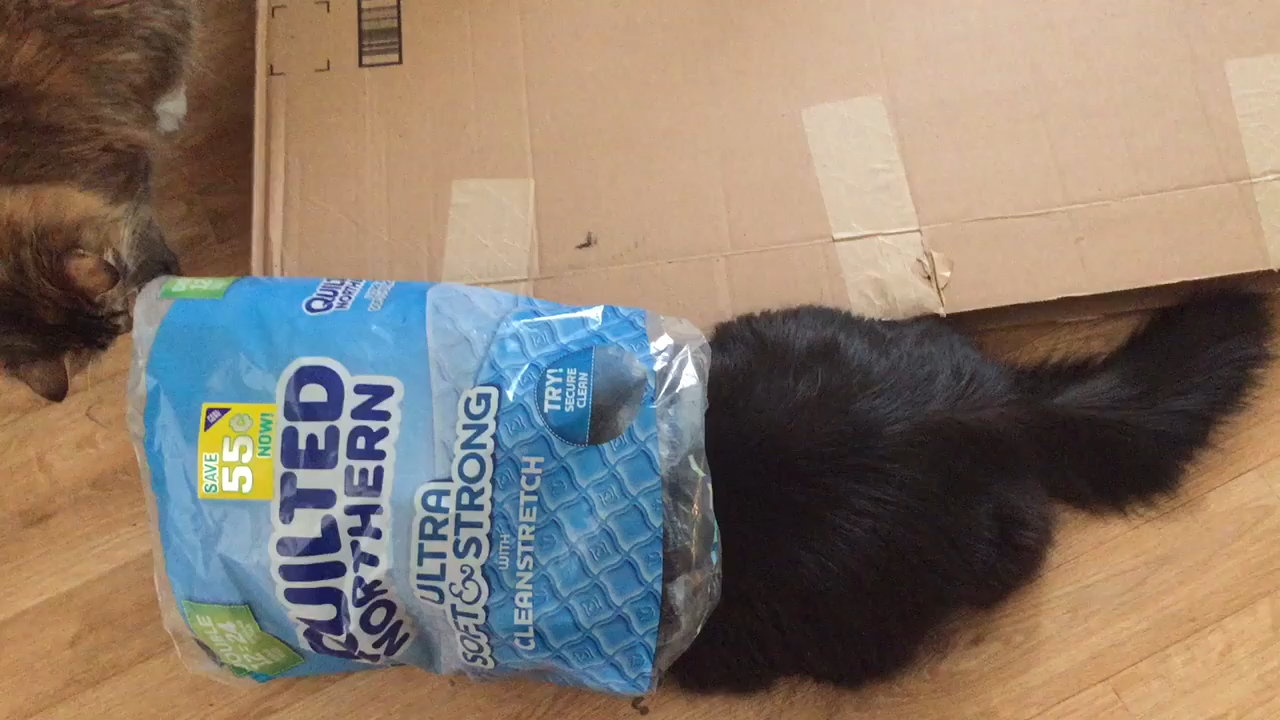 QUILTED
NORTHERN
ULTRA
SOFT & STRONG
WITH
CLEANSTRETCH
TRY!
SECURE
CLEAN
SAVE
55¢
NOW!